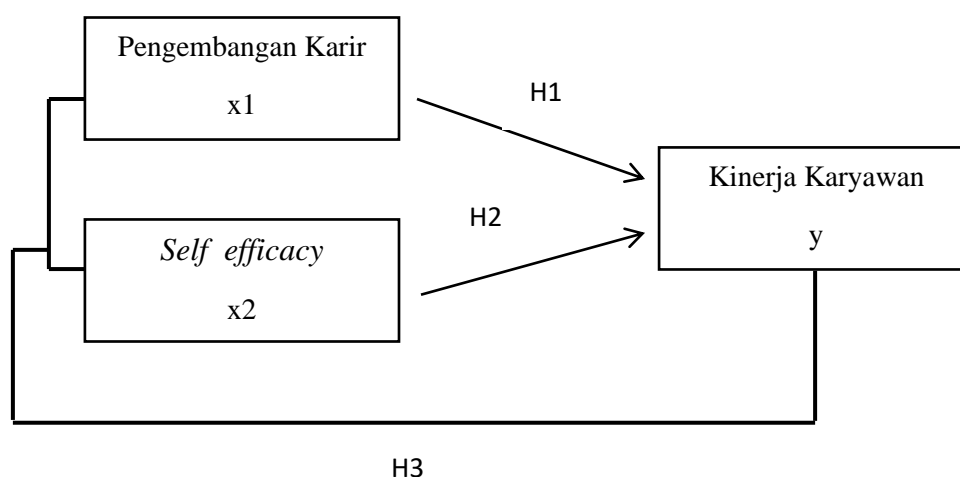 Pengembangan Karir
x1
H1
Kinerja Karyawan
y
H2
Self efficacy
x2
H3